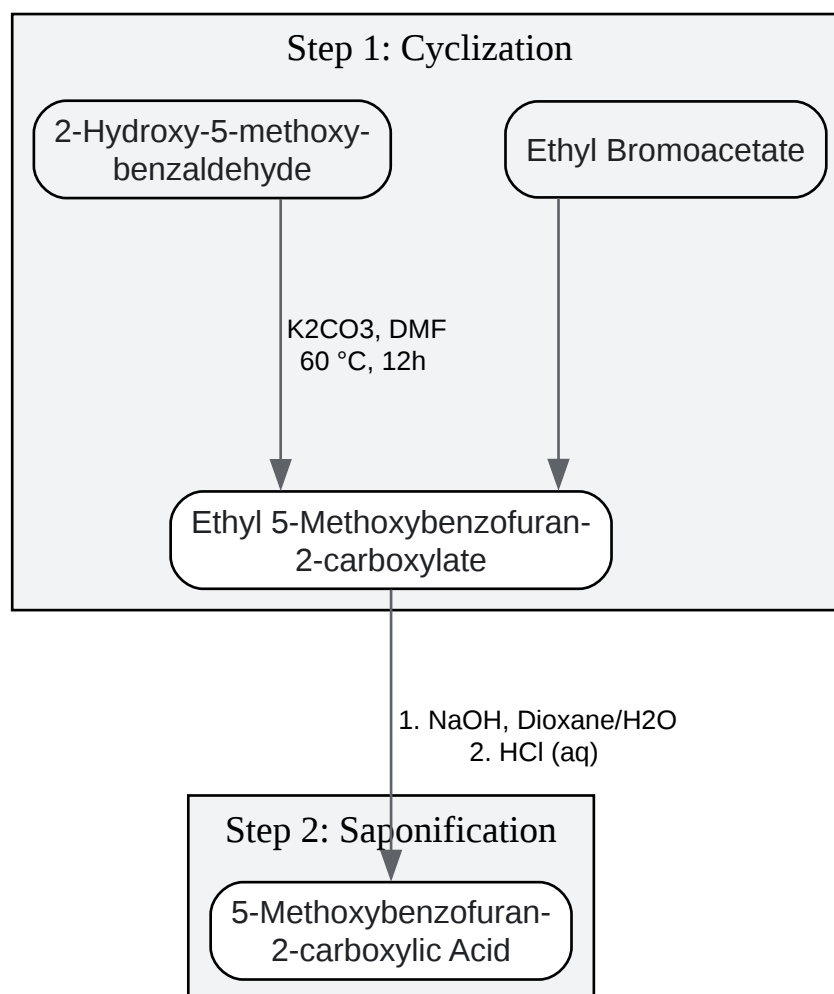 Step 1: Cyclization
2-Hydroxy-5-methoxy-
benzaldehyde
Ethyl Bromoacetate
K2CO3, DMF
60 °C, 12h
Ethyl 5-Methoxybenzofuran-
2-carboxylate
1. NaOH, Dioxane/H2O
2. HCl (aq)
Step 2: Saponification
5-Methoxybenzofuran-
2-carboxylic Acid